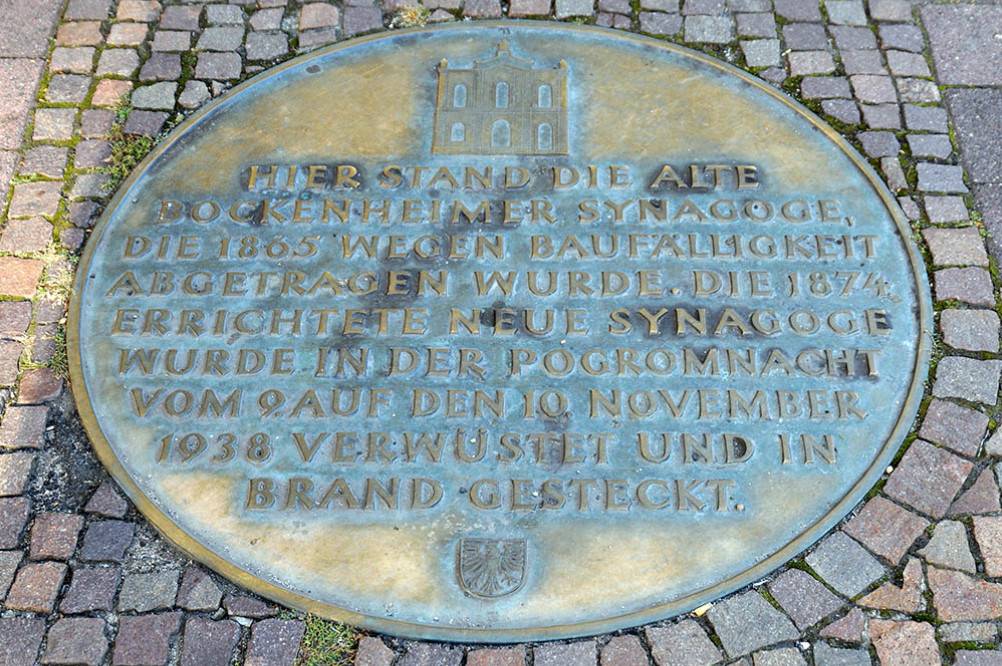 HIER STAND DIE ALTE
BOCKENHEIMER SYNAGOGE,
DIE 1865 WEGEN BAUFÄLLIGKEIT
ABGETRAGEN WURDE. DIE 1874
ERRICHTETE NEUE SYNAGOGE
WURDE IN DER POGROMNACHT
VOM 9. AUF DEN 10. NOVEMBER
1938 VERWÜSTET UND IN
BRAND GESTECKT.